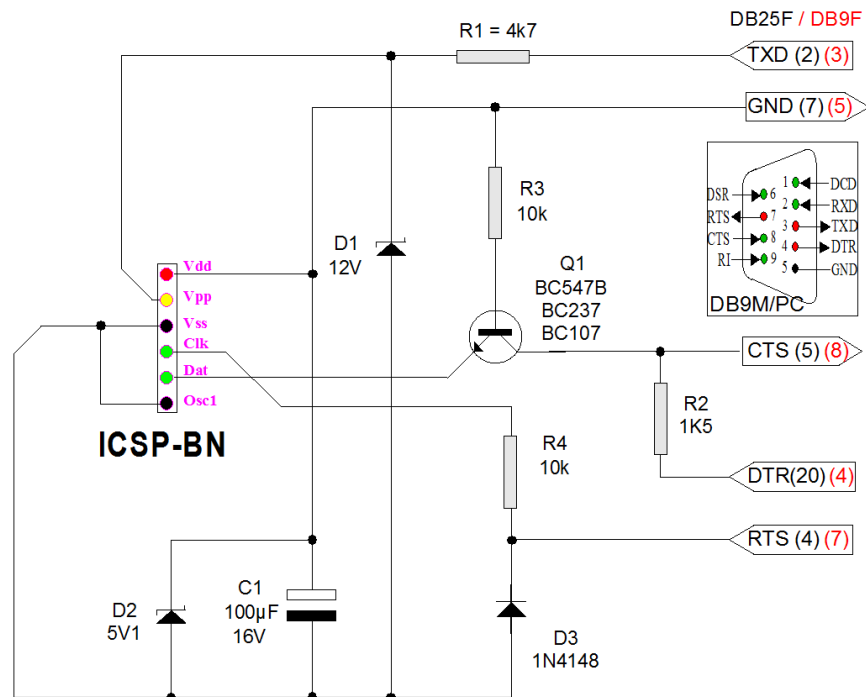 DB25F / DB9F
R1 = 4k7
TXD (2) (3)
GND (7) (5)
R3
10k
D1
12V
Q1
BC547B
BC237
BC107
DSR
RTS
CTS
RI
6
7
8
9
1
2
3
4
5
DCD
RXD
TXD
DTR
GND
DB9M/PC
Vdd
Vpp
Vss
Clk
Dat
Osc1
ICSP-BN
CTS (5) (8)
R2
1K5
R4
10k
DTR(20) (4)
RTS (4) (7)
D2
5V1
C1
100µF
16V
D3
1N4148